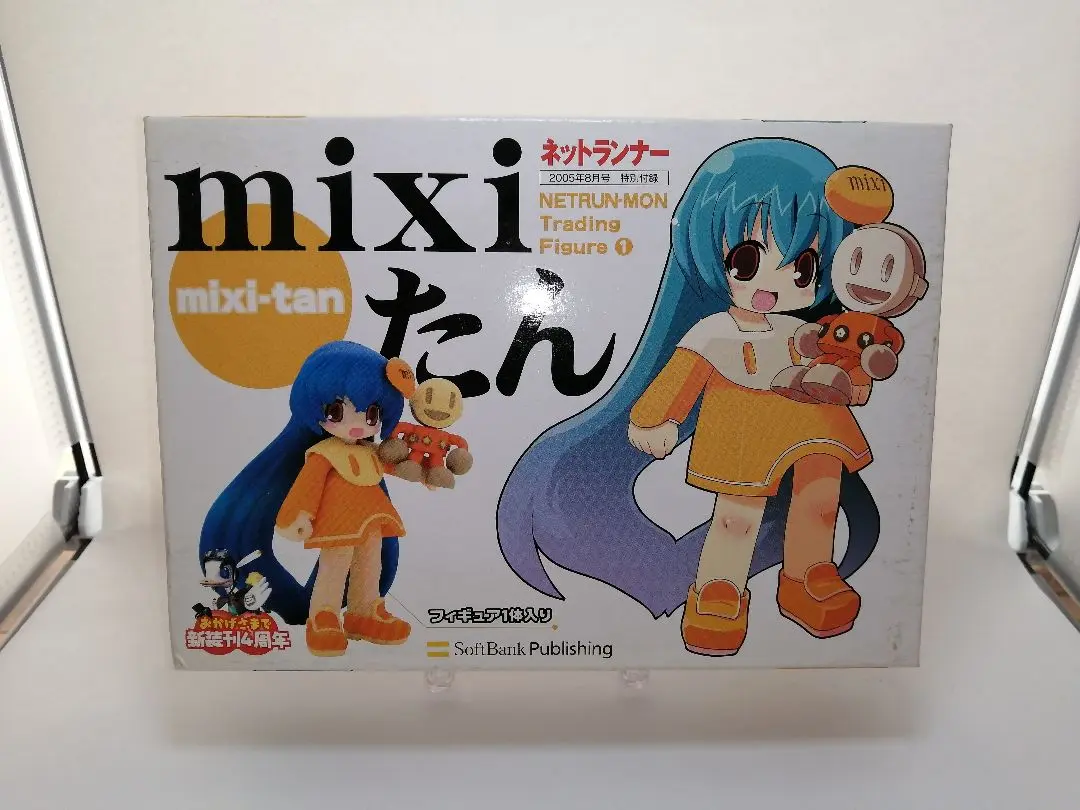 mixi
たん
mixi-tan
ネットランナー
2005年8月号 特別付録
NETRUN-MON
Trading
Figure ❶
mixi
おかげさまで
新装刊4周年
フィギュア1体入り
SoftBank Publishing